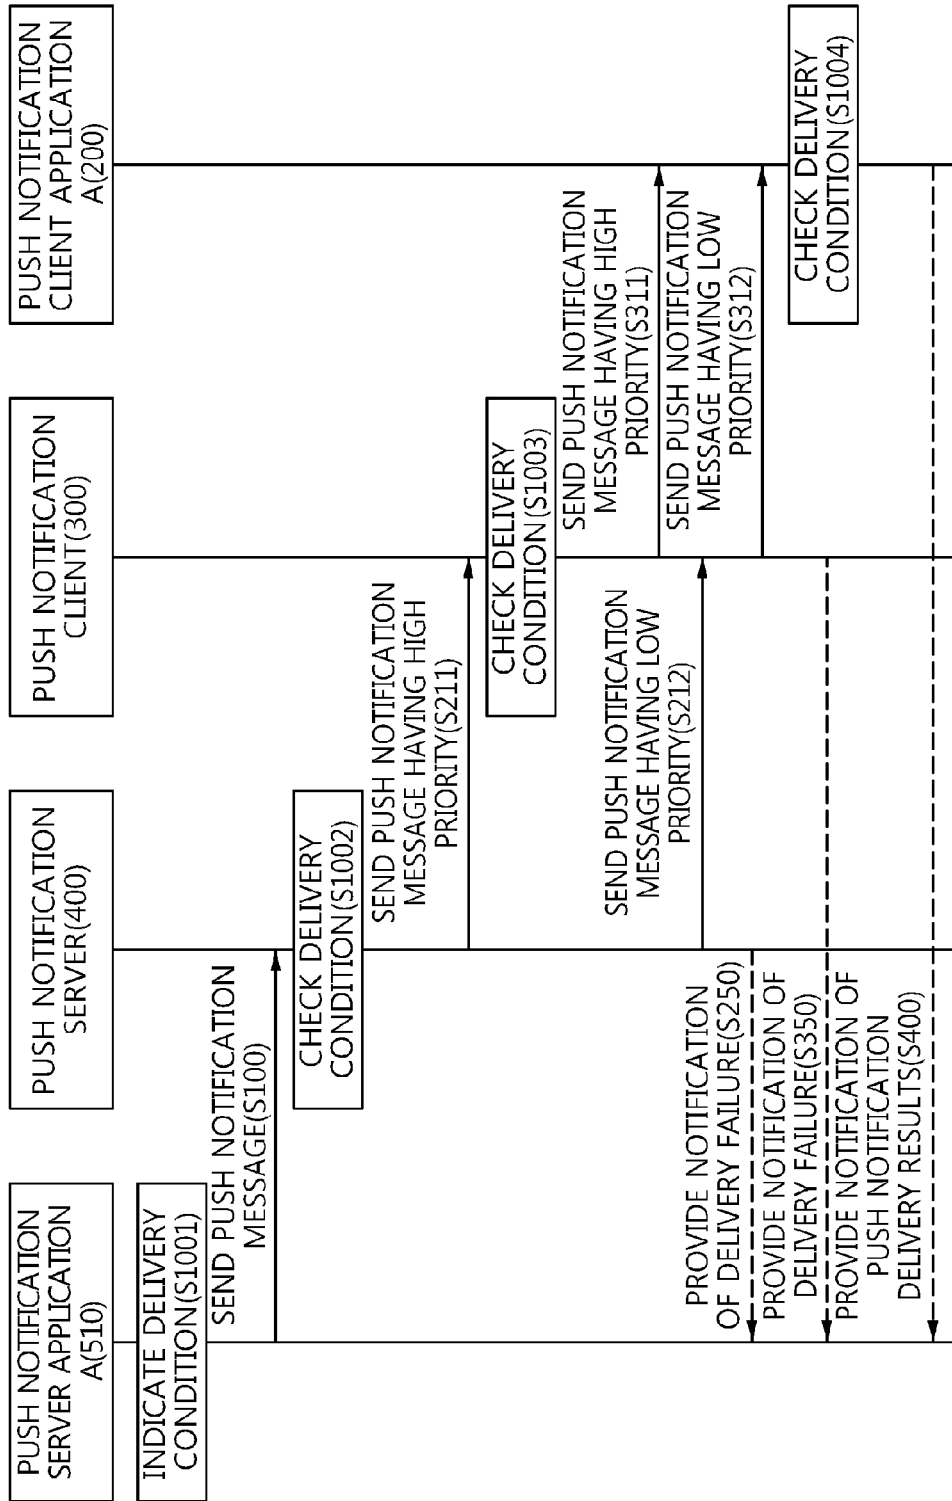 PUSH NOTIFICATION
SERVER APPLICATION
A(510)
PUSH NOTIFICATION
SERVER(400)
PUSH NOTIFICATION
CLIENT(300)
PUSH NOTIFICATION
CLIENT APPLICATION
A(200)
INDICATE DELIVERY
CONDITION(S1001)
SEND PUSH NOTIFICATION
MESSAGE(S100)
CHECK DELIVERY
CONDITION(S1002)
SEND PUSH NOTIFICATION
MESSAGE HAVING HIGH
PRIORITY(S211)
CHECK DELIVERY
CONDITION(S1003)
SEND PUSH NOTIFICATION
MESSAGE HAVING HIGH
PRIORITY(S311)
SEND PUSH NOTIFICATION
MESSAGE HAVING LOW
PRIORITY(S212)
SEND PUSH NOTIFICATION
MESSAGE HAVING LOW
PRIORITY(S312)
CHECK DELIVERY
CONDITION(S1004)
PROVIDE NOTIFICATION
OF DELIVERY FAILURE(S250)
PROVIDE NOTIFICATION OF
DELIVERY FAILURE(S350)
PROVIDE NOTIFICATION OF
PUSH NOTIFICATION
DELIVERY RESULTS(S400)